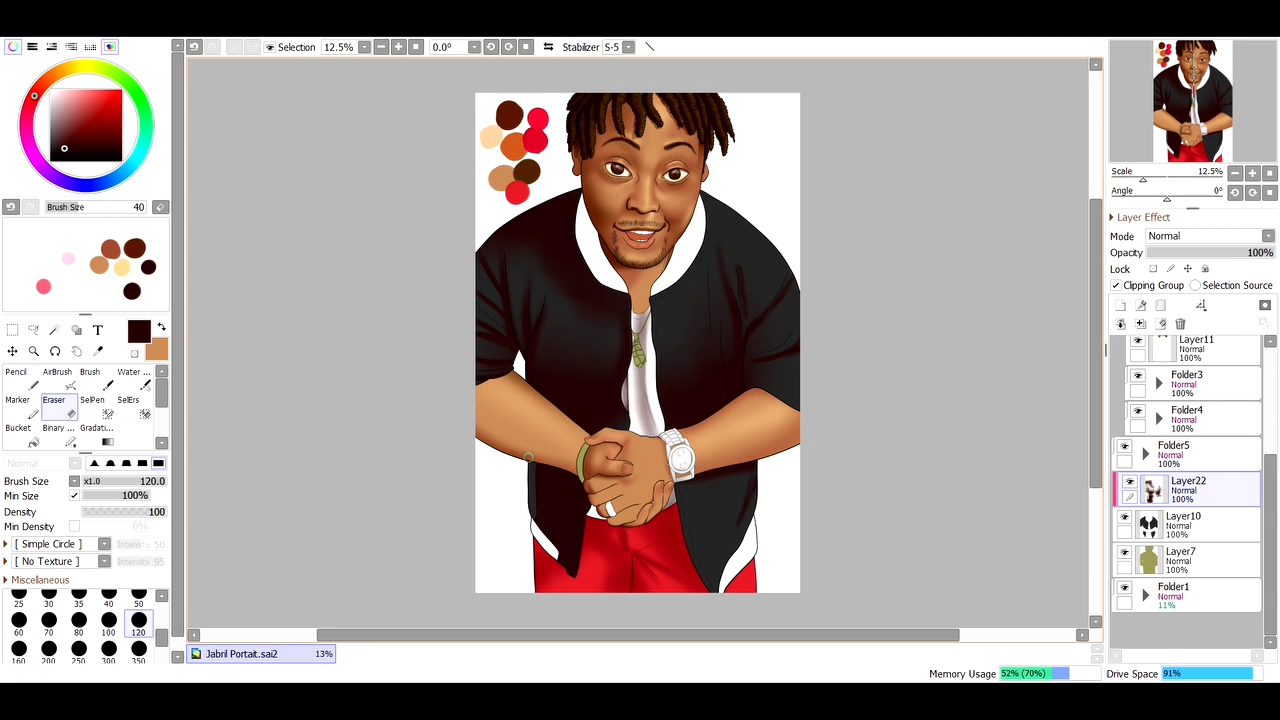 Selection 12.5% 0.0° Stabilizer S-5
Brush Size 40
T
Pencil AirBrush Brush Water ...
Marker Eraser SelPen SelErs
Bucket Binary ... Gradati...
Normal
Brush Size x1.0 120.0
Min Size 100%
Density 100
Min Density 0%
[ Simple Circle ] Intensity 50
[ No Texture ] Intensity 95
Miscellaneous
25 30 35 40 50
60 70 80 100 120
160 200 250 300 350
Jabril Portait.sai2 13%
Scale 12.5%
Angle 0°
Layer Effect
Mode Normal
Opacity 100%
Lock
Clipping Group Selection Source
Layer11
Normal
100%
Folder3
Normal
100%
Folder4
Normal
100%
Folder5
Normal
100%
Layer22
Normal
100%
Layer10
Normal
100%
Layer7
Normal
100%
Folder1
Normal
11%
Memory Usage 52% (70%) Drive Space 91%